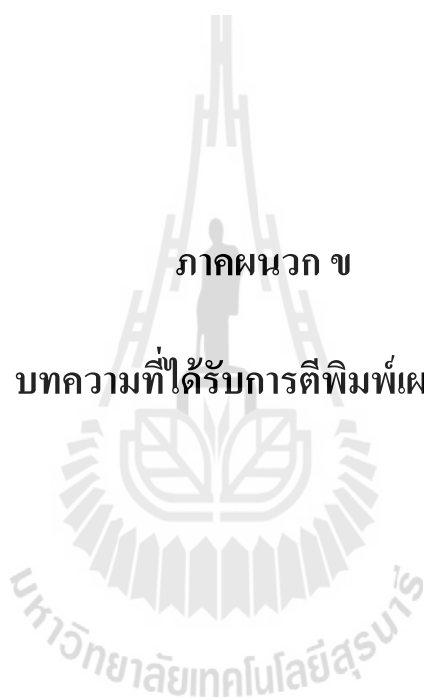 ภาคผนวก ข
บทความที่ได้รับการตีพิมพ์เผ
มหาวิทยาลัยเทคโนโลยีสุรนารี